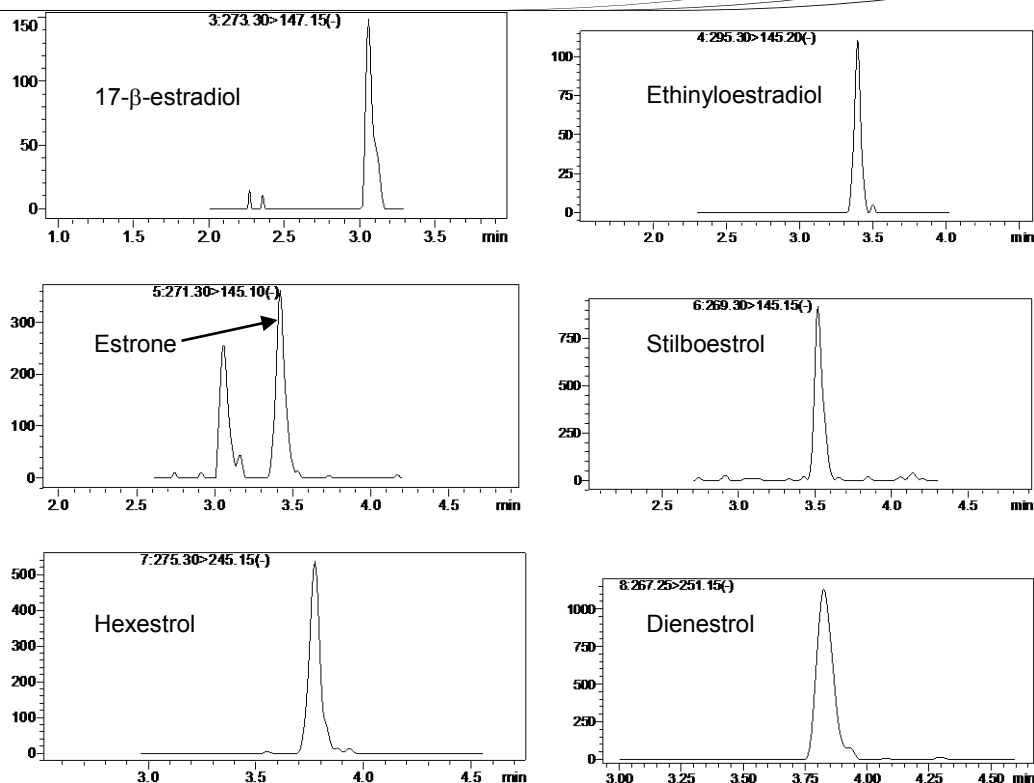 3:273.30>147.15(-)
17-β-estradiol
150
100
50
0
1.0 1.5 2.0 2.5 3.0 3.5 min
4:295.30>145.20(-)
Ethinyloestradiol
100
75
50
25
0
2.0 2.5 3.0 3.5 4.0 min
5:271.30>145.10(-)
Estrone
300
200
100
0
2.0 2.5 3.0 3.5 4.0 4.5 min
6:269.30>145.15(-)
Stilboestrol
750
500
250
0
2.5 3.0 3.5 4.0 4.5 min
7:275.30>245.15(-)
Hexestrol
500
400
300
200
100
0
3.0 3.5 4.0 4.5 min
8:267.25>251.15(-)
Dienestrol
1000
750
500
250
0
3.00 3.25 3.50 3.75 4.00 4.25 4.50 min